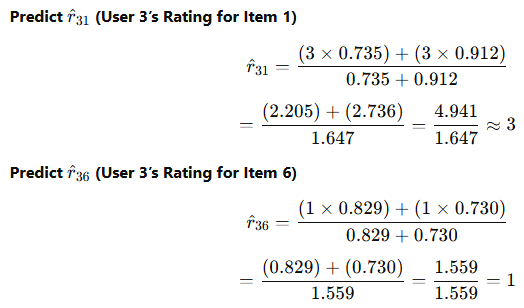 Predict r̂₃₁ (User 3’s Rating for Item 1)
r̂₃₁ = ((3 × 0.735) + (3 × 0.912)) / (0.735 + 0.912)
= ((2.205) + (2.736)) / 1.647 = 4.941 / 1.647 ≈ 3
Predict r̂₃₆ (User 3’s Rating for Item 6)
r̂₃₆ = ((1 × 0.829) + (1 × 0.730)) / (0.829 + 0.730)
= ((0.829) + (0.730)) / 1.559 = 1.559 / 1.559 = 1